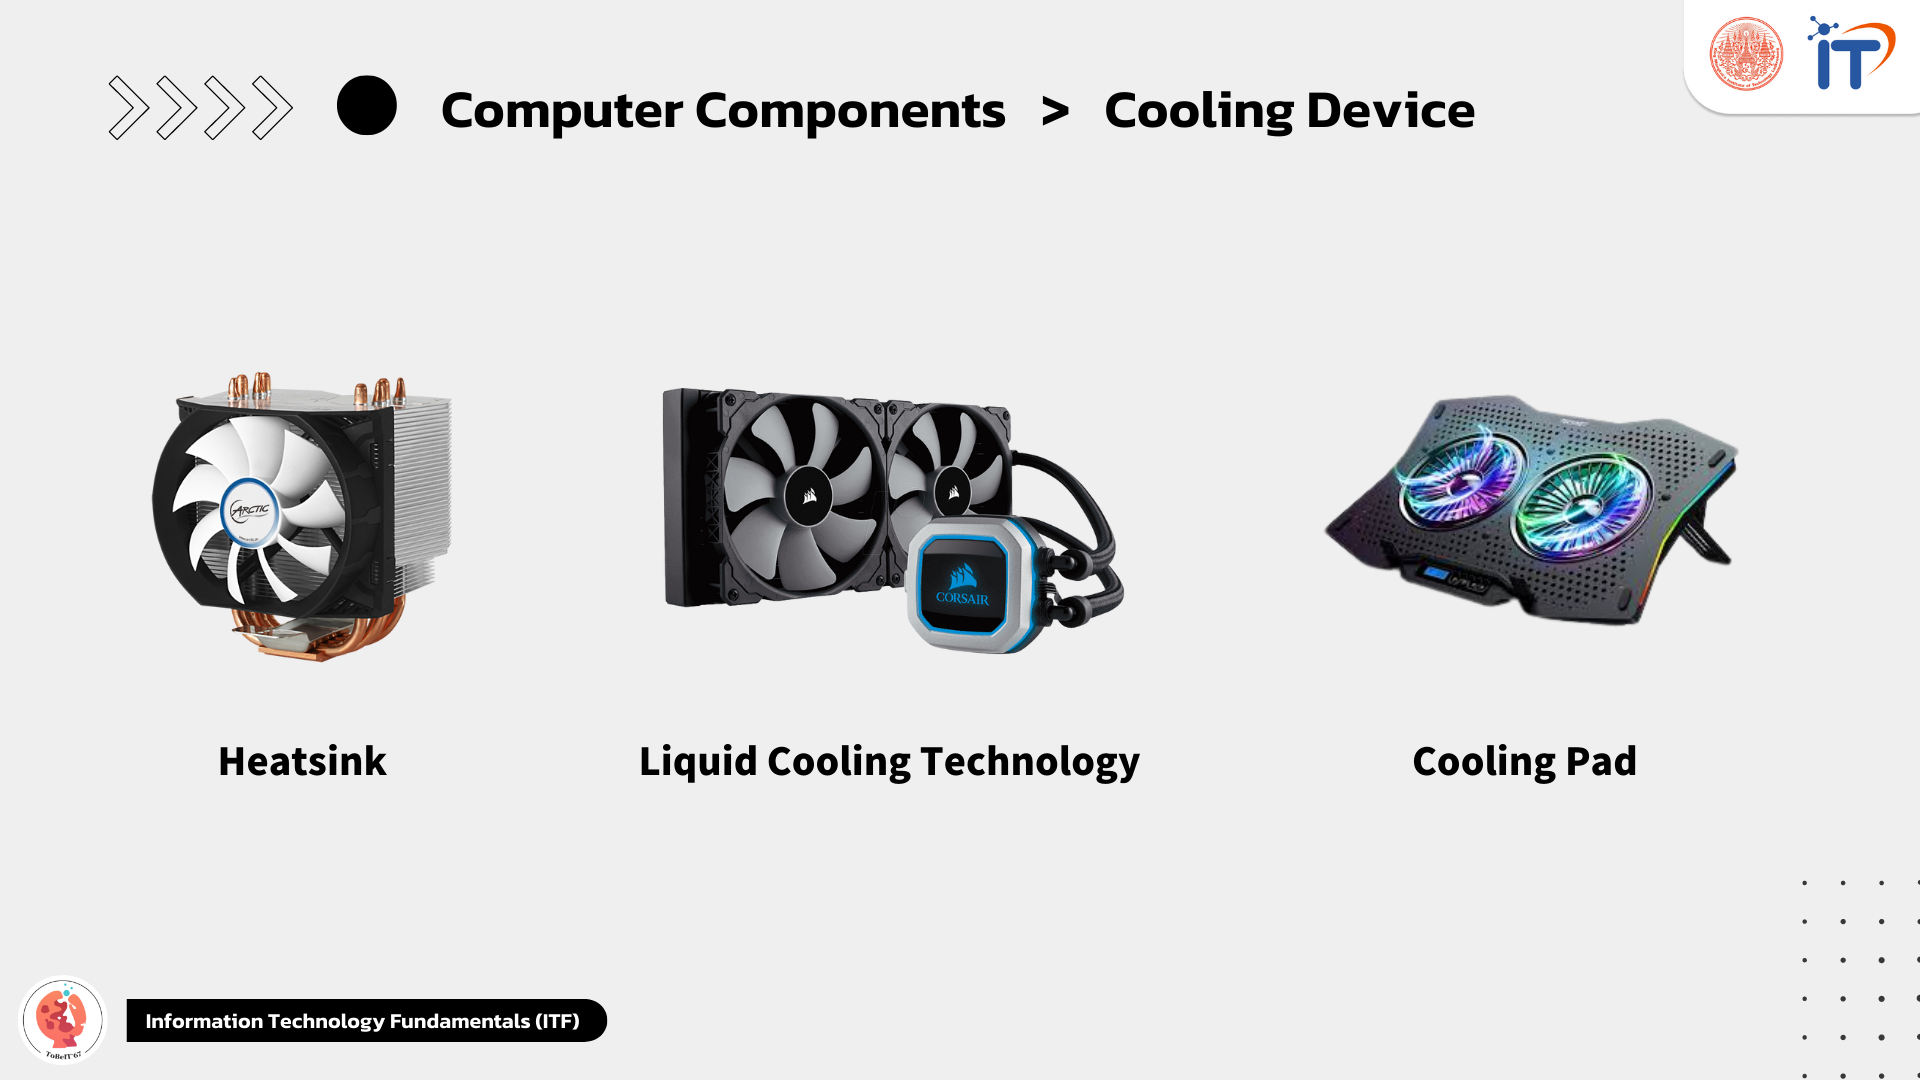 Computer Components > Cooling Device
IT
ARCTIC
CORSAIR
Heatsink
Liquid Cooling Technology
Cooling Pad
ToBeIT'67
Information Technology Fundamentals (ITF)